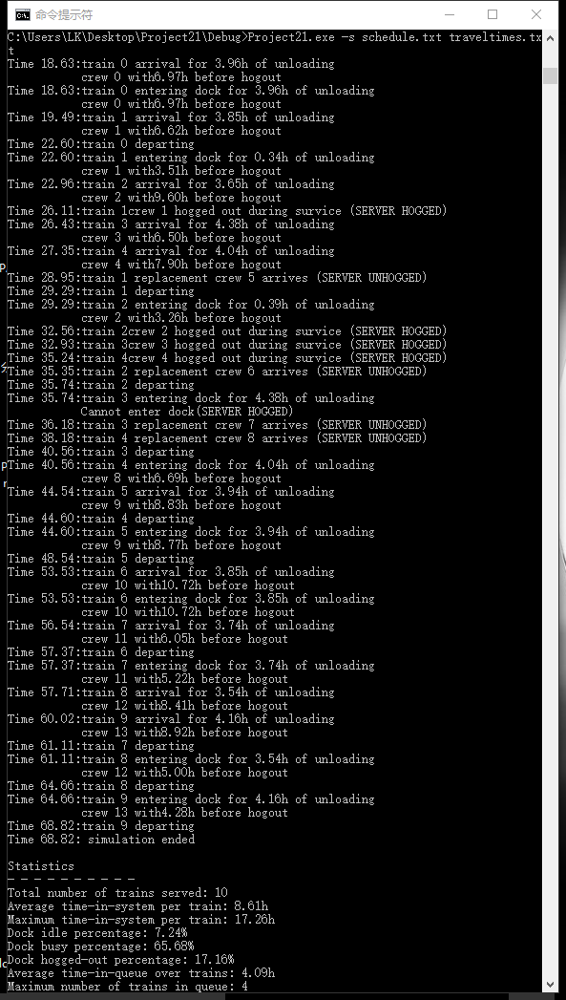 命令提示符
C:\Users\LK\Desktop\Project21\Debug>Project21.exe -s schedule.txt traveltimes.tx
t
Time 18.63:train 0 arrival for 3.96h of unloading
crew 0 with6.97h before hogout
Time 18.63:train 0 entering dock for 3.96h of unloading
crew 0 with6.97h before hogout
Time 19.49:train 1 arrival for 3.85h of unloading
crew 1 with6.62h before hogout
Time 22.60:train 0 departing
Time 22.60:train 1 entering dock for 0.34h of unloading
crew 1 with3.51h before hogout
Time 22.96:train 2 arrival for 3.65h of unloading
crew 2 with9.60h before hogout
Time 26.11:train 1crew 1 hogged out during survice (SERVER HOGGED)
Time 26.43:train 3 arrival for 4.38h of unloading
crew 3 with6.50h before hogout
Time 27.35:train 4 arrival for 4.04h of unloading
crew 4 with7.90h before hogout
Time 28.95:train 1 replacement crew 5 arrives (SERVER UNHOGGED)
Time 29.29:train 1 departing
Time 29.29:train 2 entering dock for 0.39h of unloading
crew 2 with3.26h before hogout
Time 32.56:train 2crew 2 hogged out during survice (SERVER HOGGED)
Time 32.93:train 3crew 3 hogged out during survice (SERVER HOGGED)
Time 35.24:train 4crew 4 hogged out during survice (SERVER HOGGED)
Time 35.35:train 2 replacement crew 6 arrives (SERVER UNHOGGED)
Time 35.74:train 2 departing
Time 35.74:train 3 entering dock for 4.38h of unloading
Cannot enter dock(SERVER HOGGED)
Time 36.18:train 3 replacement crew 7 arrives (SERVER UNHOGGED)
Time 38.18:train 4 replacement crew 8 arrives (SERVER UNHOGGED)
Time 40.56:train 3 departing
Time 40.56:train 4 entering dock for 4.04h of unloading
crew 8 with6.69h before hogout
Time 44.54:train 5 arrival for 3.94h of unloading
crew 9 with8.83h before hogout
Time 44.60:train 4 departing
Time 44.60:train 5 entering dock for 3.94h of unloading
crew 9 with8.77h before hogout
Time 48.54:train 5 departing
Time 53.53:train 6 arrival for 3.85h of unloading
crew 10 with10.72h before hogout
Time 53.53:train 6 entering dock for 3.85h of unloading
crew 10 with10.72h before hogout
Time 56.54:train 7 arrival for 3.74h of unloading
crew 11 with6.05h before hogout
Time 57.37:train 6 departing
Time 57.37:train 7 entering dock for 3.74h of unloading
crew 11 with5.22h before hogout
Time 57.71:train 8 arrival for 3.54h of unloading
crew 12 with8.41h before hogout
Time 60.02:train 9 arrival for 4.16h of unloading
crew 13 with8.92h before hogout
Time 61.11:train 7 departing
Time 61.11:train 8 entering dock for 3.54h of unloading
crew 12 with5.00h before hogout
Time 64.66:train 8 departing
Time 64.66:train 9 entering dock for 4.16h of unloading
crew 13 with4.28h before hogout
Time 68.82:train 9 departing
Time 68.82: simulation ended
Statistics
- - - - - - - - - -
Total number of trains served: 10
Average time-in-system per train: 8.61h
Maximum time-in-system per train: 17.26h
Dock idle percentage: 7.24%
Dock busy percentage: 65.68%
Dock hogged-out percentage: 17.16%
Average time-in-queue over trains: 4.09h
Maximum number of trains in queue: 4